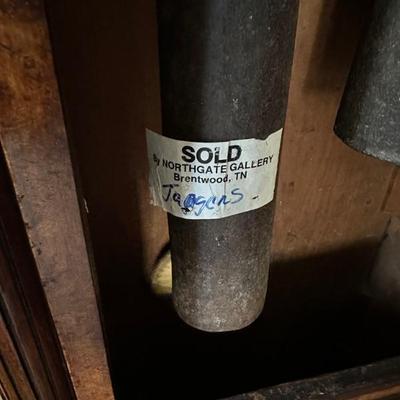 SOLD
By NORTHGATE GALLERY
Brentwood, TN
Jaggers